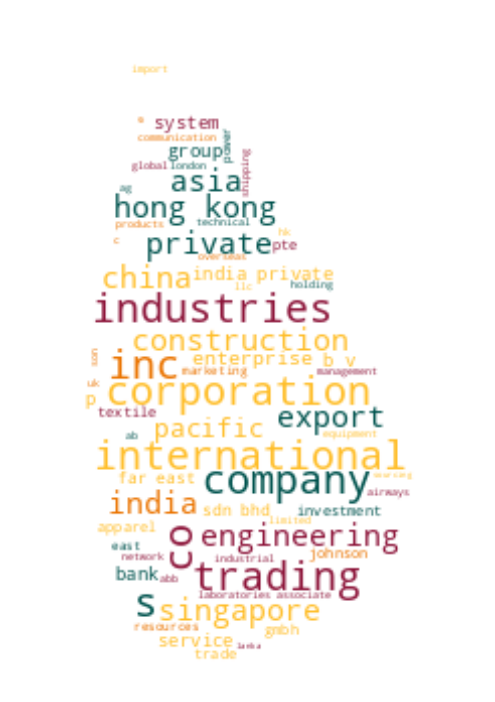 import
system
communication
group
power
global london
shipping
asia
ag
hong kong
products
technical
hk
c
private
pte
overseas
china
india private
llc
holding
industries
construction
son
inc
enterprise
b v
marketing
management
uk
p
corporation
textile
export
ab
pacific
equipment
international
far east
company
airways
india
sdn bhd
investment
limited
apparel
co
engineering
east
network
industrial
johnson
bank
abb
trading
laboratories associate
s
singapore
resources
gmbh
service
lanka
trade